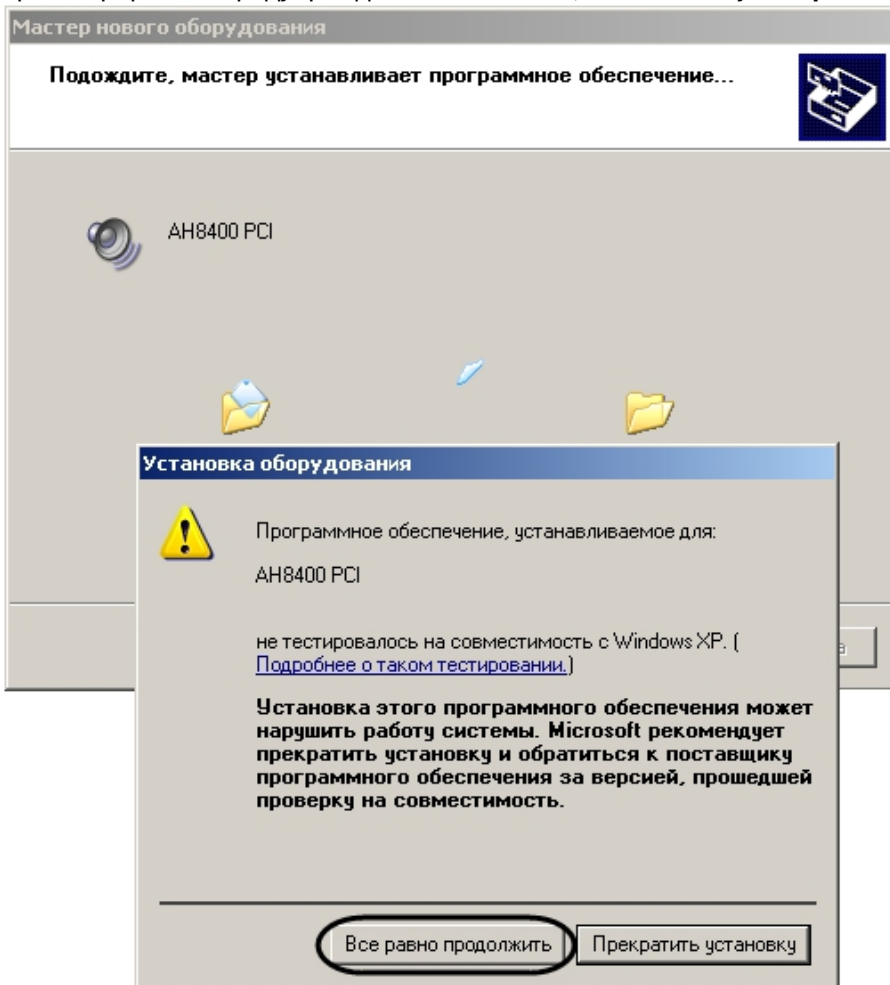 Мастер нового оборудования
Подождите, мастер устанавливает программное обеспечение...
AH8400 PCI
Установка оборудования
Программное обеспечение, устанавливаемое для:
AH8400 PCI
не тестировалось на совместимость с Windows XP. (
Подробнее о таком тестировании.)
Установка этого программного обеспечения может
нарушить работу системы. Microsoft рекомендует
прекратить установку и обратиться к поставщику
программного обеспечения за версией, прошедшей
проверку на совместимость.
Все равно продолжить
Прекратить установку